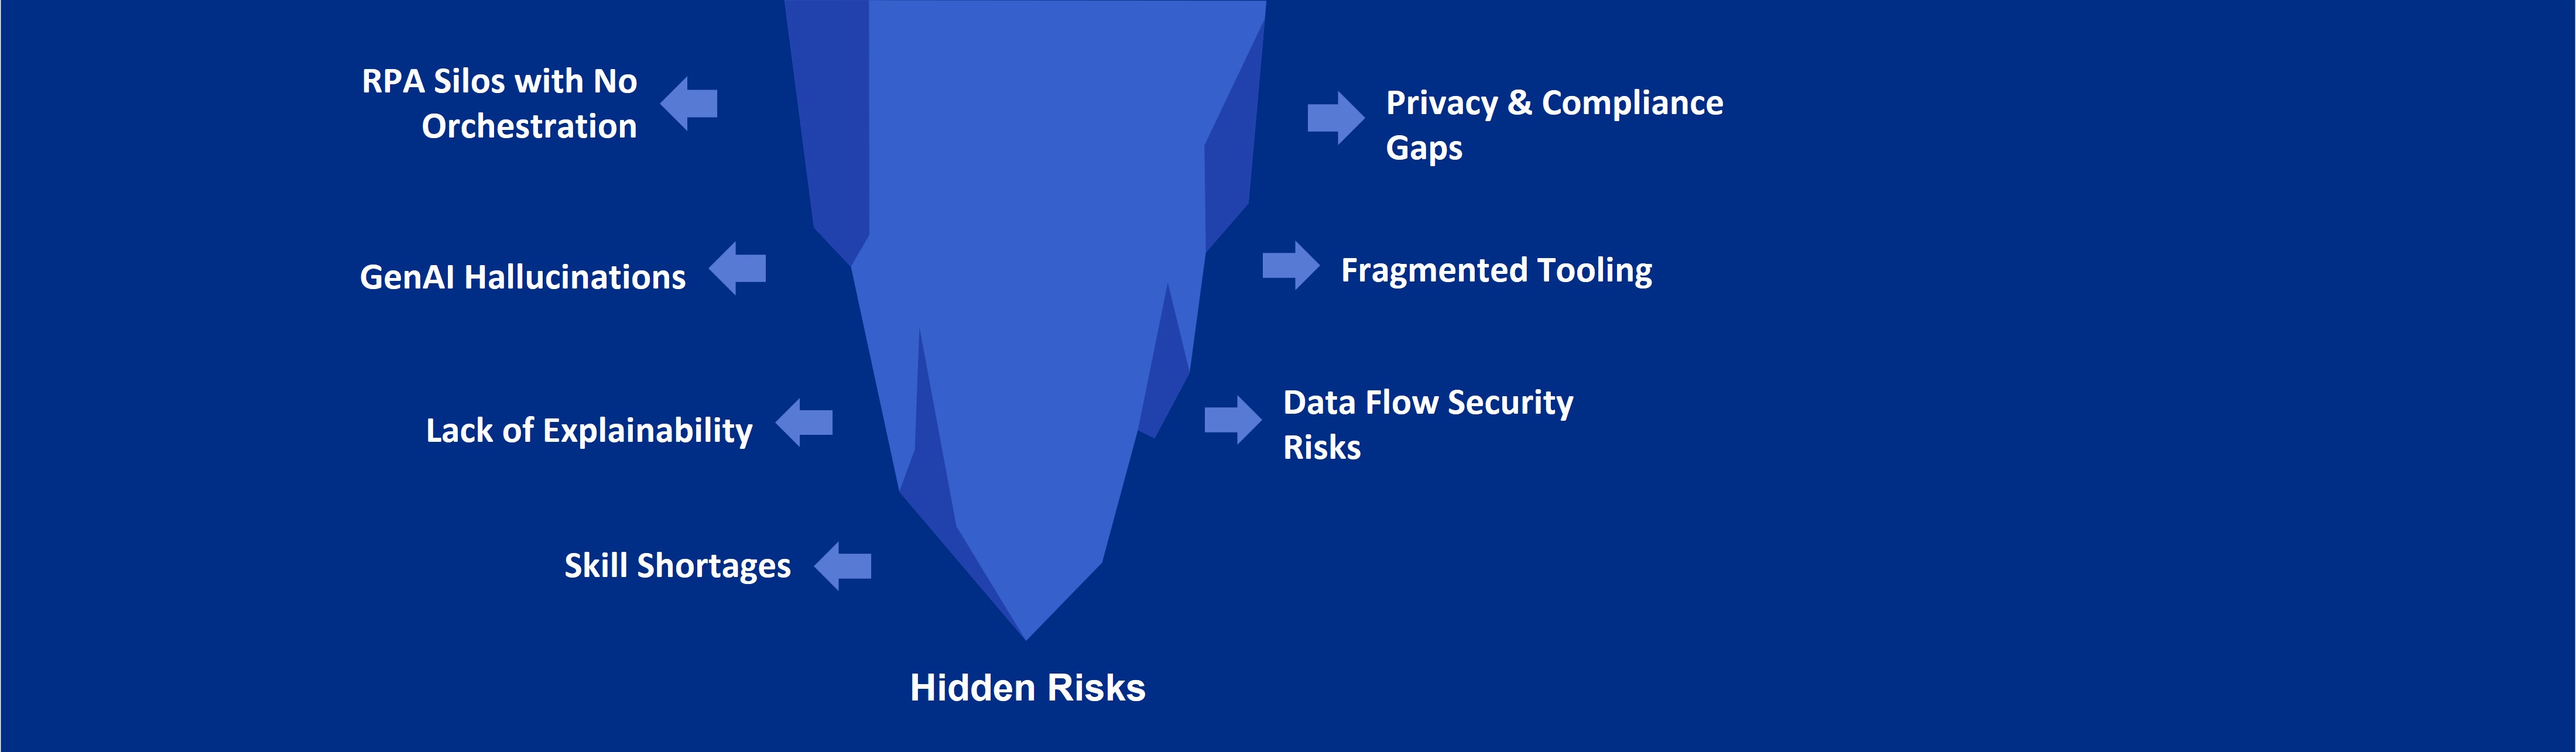 RPA Silos with No
Orchestration
Privacy & Compliance
Gaps
GenAI Hallucinations
Fragmented Tooling
Lack of Explainability
Data Flow Security
Risks
Skill Shortages
Hidden Risks